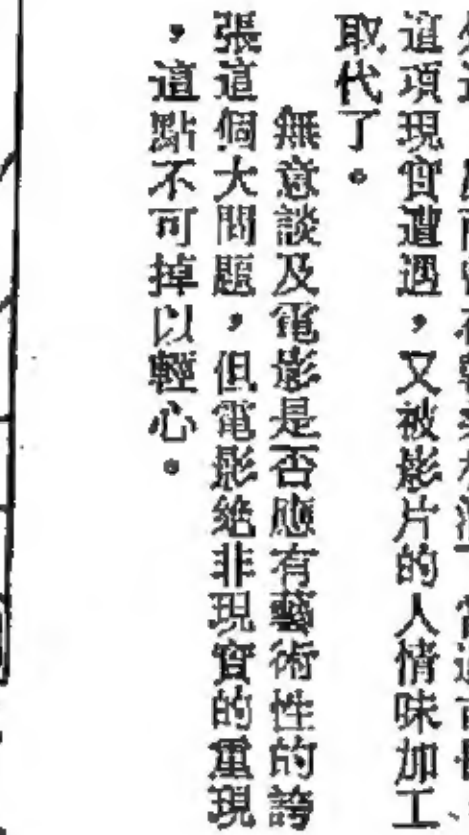 這項現實遭遇，又被影片的人情味加工
取代了。
無意談及電影是否應有藝術性的誇
張這個大問題，但電影絕非現實的重現
，這點不可掉以輕心。